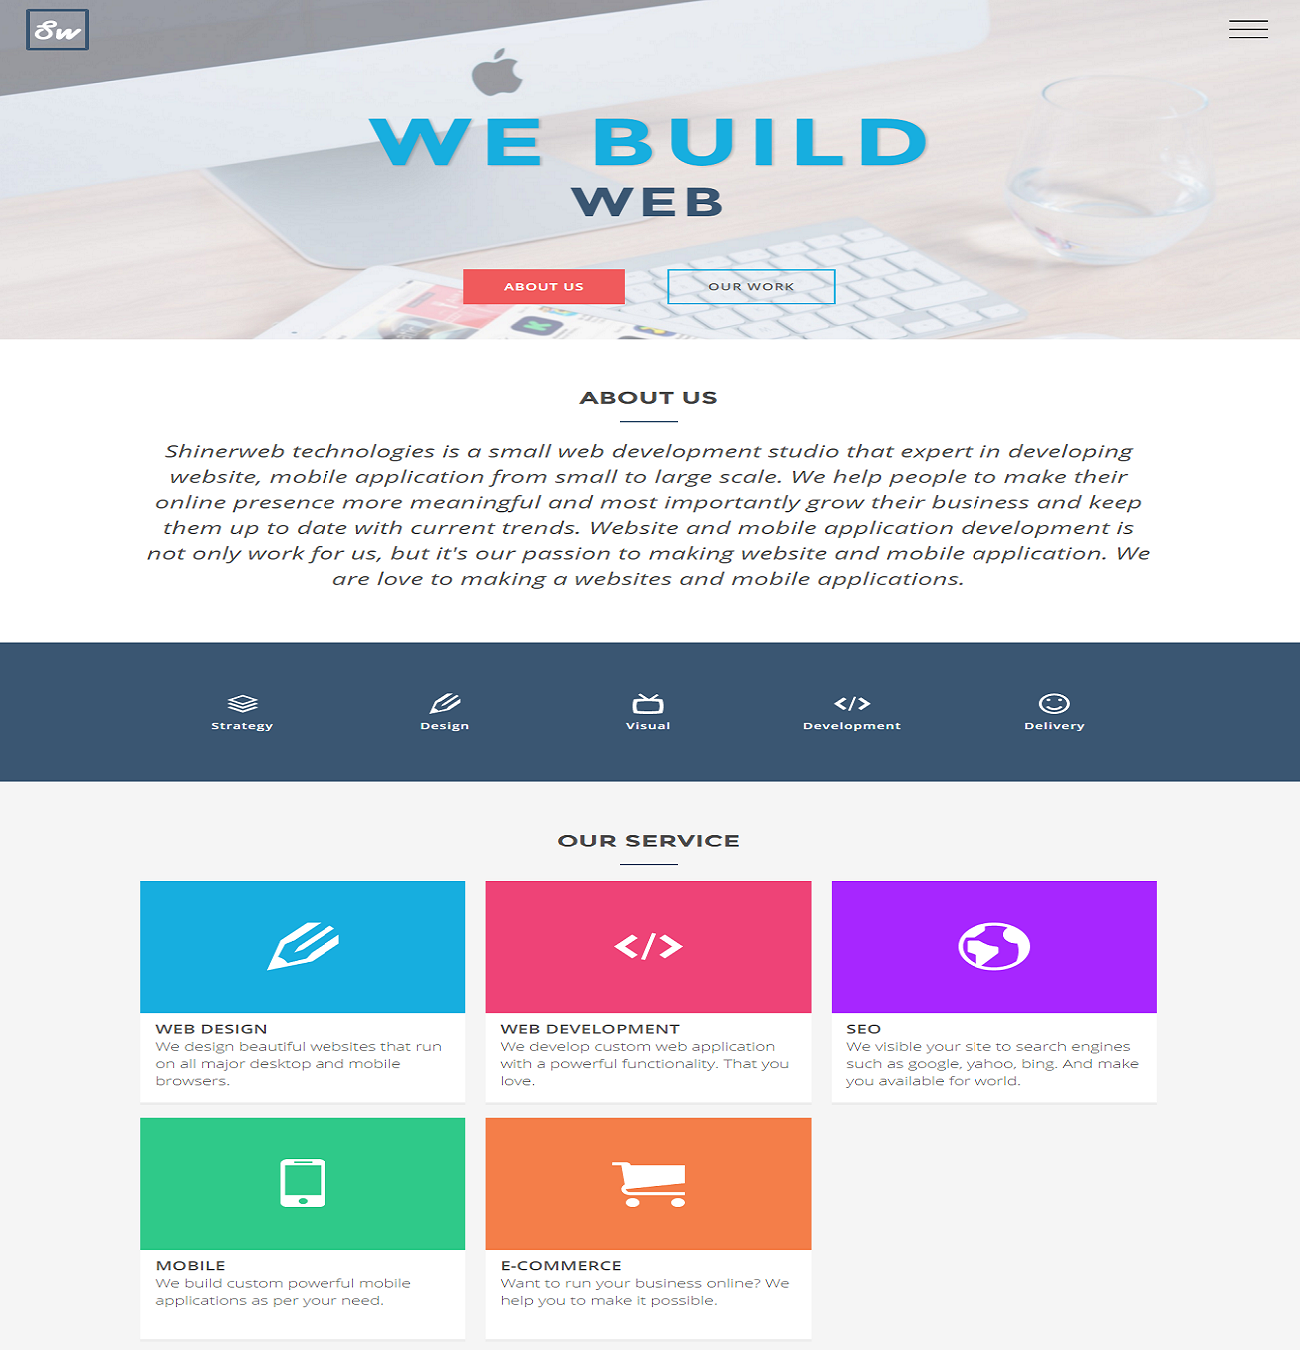 Sw
WE BUILD
WEB
ABOUT US
OUR WORK
ABOUT US
Shinerweb technologies is a small web development studio that expert in developing
website, mobile application from small to large scale. We help people to make their
online presence more meaningful and most importantly grow their business and keep
them up to date with current trends. Website and mobile application development is
not only work for us, but it's our passion to making website and mobile application. We
are love to making a websites and mobile applications.
Strategy
Design
Visual
Development
Delivery
OUR SERVICE
WEB DESIGN
We design beautiful websites that run
on all major desktop and mobile
browsers.
WEB DEVELOPMENT
We develop custom web application
with a powerful functionality. That you
love.
SEO
We visible your site to search engines
such as google, yahoo, bing. And make
you available for world.
MOBILE
We build custom powerful mobile
applications as per your need.
E-COMMERCE
Want to run your business online? We
help you to make it possible.